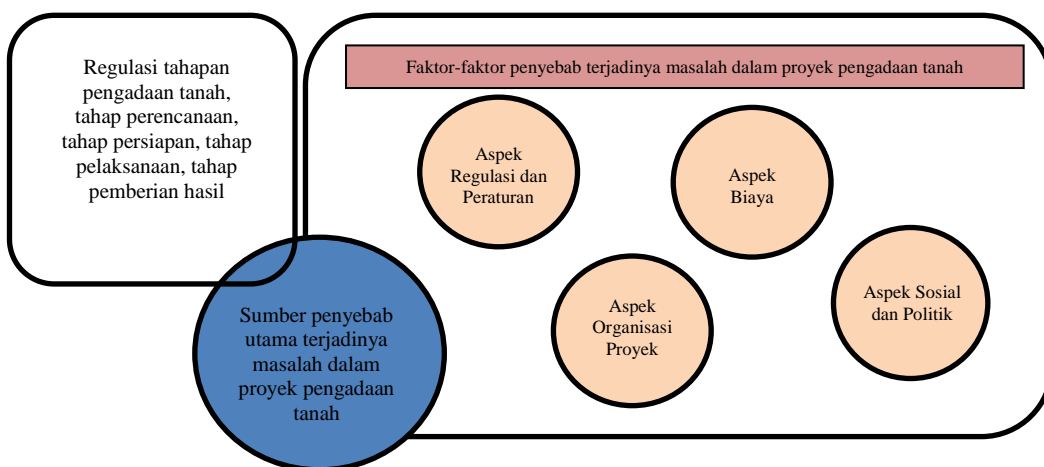 Regulasi tahapan
pengadaan tanah,
tahap perencanaan,
tahap persiapan, tahap
pelaksanaan, tahap
pemberian hasil
Faktor-faktor penyebab terjadinya masalah dalam proyek pengadaan tanah
Aspek
Regulasi dan
Peraturan
Aspek
Biaya
Aspek
Organisasi
Proyek
Aspek Sosial
dan Politik
Sumber penyebab
utama terjadinya
masalah dalam
proyek pengadaan
tanah